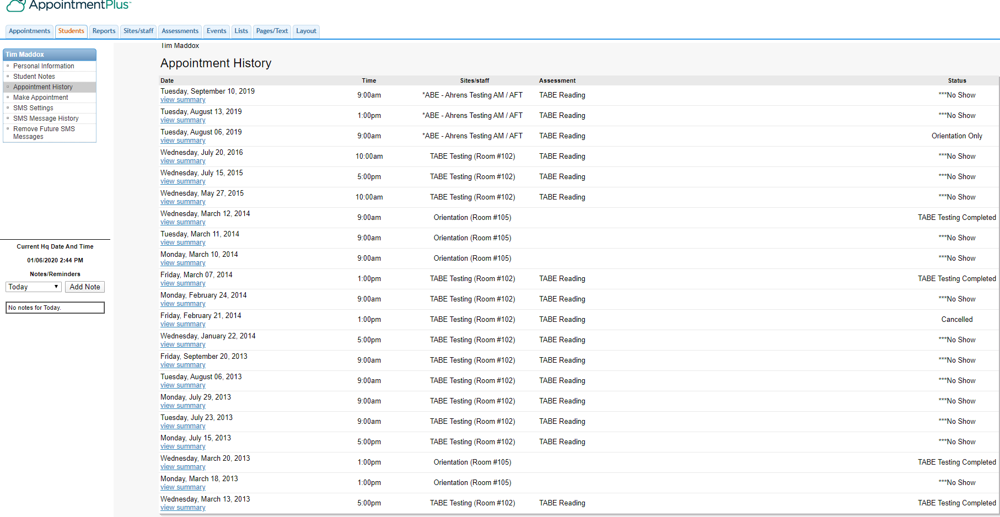 AppointmentPlus™
Appointments Students Reports Sites/staff Assessments Events Lists Pages/Text Layout
Tim Maddox
Personal Information
Student Notes
Appointment History
Make Appointment
SMS Settings
SMS Message History
Remove Future SMS
Messages
Current Hq Date And Time
01/06/2020 2:44 PM
Notes/Reminders
Today Add Note
No notes for Today.
Tim Maddox
Appointment History
Date Time Sites/staff Assessment Status
Tuesday, September 10, 2019
view summary
9:00am *ABE - Ahrens Testing AM / AFT TABE Reading ***No Show
Tuesday, August 13, 2019
view summary
1:00pm *ABE - Ahrens Testing AM / AFT TABE Reading ***No Show
Tuesday, August 06, 2019
view summary
9:00am *ABE - Ahrens Testing AM / AFT TABE Reading Orientation Only
Wednesday, July 20, 2016
view summary
10:00am TABE Testing (Room #102) TABE Reading ***No Show
Wednesday, July 15, 2015
view summary
5:00pm TABE Testing (Room #102) TABE Reading ***No Show
Wednesday, May 27, 2015
view summary
10:00am TABE Testing (Room #102) TABE Reading ***No Show
Wednesday, March 12, 2014
view summary
9:00am Orientation (Room #105) TABE Testing Completed
Tuesday, March 11, 2014
view summary
9:00am Orientation (Room #105) ***No Show
Monday, March 10, 2014
view summary
9:00am Orientation (Room #105) ***No Show
Friday, March 07, 2014
view summary
1:00pm TABE Testing (Room #102) TABE Reading TABE Testing Completed
Monday, February 24, 2014
view summary
9:00am TABE Testing (Room #102) TABE Reading ***No Show
Friday, February 21, 2014
view summary
1:00pm TABE Testing (Room #102) TABE Reading Cancelled
Wednesday, January 22, 2014
view summary
5:00pm TABE Testing (Room #102) TABE Reading ***No Show
Friday, September 20, 2013
view summary
9:00am TABE Testing (Room #102) TABE Reading ***No Show
Tuesday, August 06, 2013
view summary
9:00am TABE Testing (Room #102) TABE Reading ***No Show
Monday, July 29, 2013
view summary
9:00am TABE Testing (Room #102) TABE Reading ***No Show
Tuesday, July 23, 2013
view summary
9:00am TABE Testing (Room #102) TABE Reading ***No Show
Monday, July 15, 2013
view summary
5:00pm TABE Testing (Room #102) TABE Reading ***No Show
Wednesday, March 20, 2013
view summary
1:00pm Orientation (Room #105) TABE Testing Completed
Monday, March 18, 2013
view summary
1:00pm Orientation (Room #105) ***No Show
Wednesday, March 13, 2013
view summary
5:00pm TABE Testing (Room #102) TABE Reading TABE Testing Completed